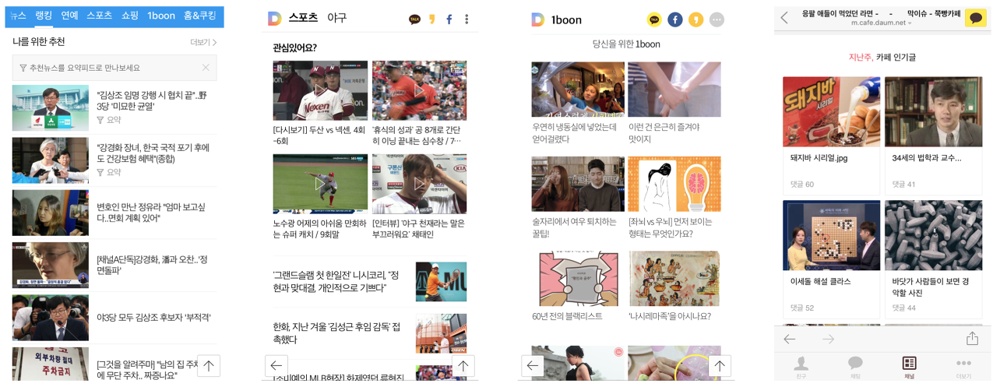 뉴스 랭킹 연예 스포츠 쇼핑 1boon 홈&쿠킹
나를 위한 추천
더보기 >
추천뉴스를 요약피드로 만나보세요
"김상조 임명 강행 시 협치 끝"..野
3당 '미묘한 균열'
요약
"강경화 장녀, 한국 국적 포기 후에
도 건강보험 혜택"(종합)
요약
변호인 만난 정유라 "엄마 보고싶
다..면회 계획 있어"
[채널A단독]강경화, 潘과 오찬..'정
면돌파'
야3당 모두 김상조 후보자 '부적격'
외부차량 절대
주차금지
[그것을 알려주마] "남의 집 주차
에 무단 주차.. 짜증나요"
스포츠 야구
TALK
관심있어요?
Nexen
[다시보기] 두산 vs 넥센, 4회
-6회
'휴식의 성과' 공 8개로 간단
히 이닝 끝내는 심수창 / 7…
KIA
노수광 어제의 아쉬움 만회하
는 슈퍼 캐치 / 9회말
[인터뷰] '야구 천재라는 말은
부끄러워요' 채태인
'그랜드슬램 첫 한일전' 니시코리, "정
현과 맞대결, 개인적으로 기쁘다"
한화, 지난 겨울 '김성근 후임 감독' 접
촉했다
[조미예의 MLB현장] 화제였던 류현진
1boon
TALK
당신을 위한 1boon
우연히 냉동실에 넣었는데
얻어걸렸다
이런 건 은근히 즐겨야
맛이지
술자리에서 여우 퇴치하는
꿀팁!
[좌뇌 vs 우뇌] 먼저 보이는
형태는 무엇인가요?
60년 전의 블랙리스트
'나시레마족'을 아시나요?
응팔 애들이 먹었던 라면 - - 막이슈 - 쭉빵카페
m.cafe.daum.net
지난주, 카페 인기글
돼지바
시리얼
돼지바 시리얼.jpg
댓글 60
34세의 법학과 교수...
댓글 41
이세돌 해설 클라스
댓글 52
바닷가 사람들이 보면 경
악할 사진
댓글 44
친구 채팅 채널 더보기